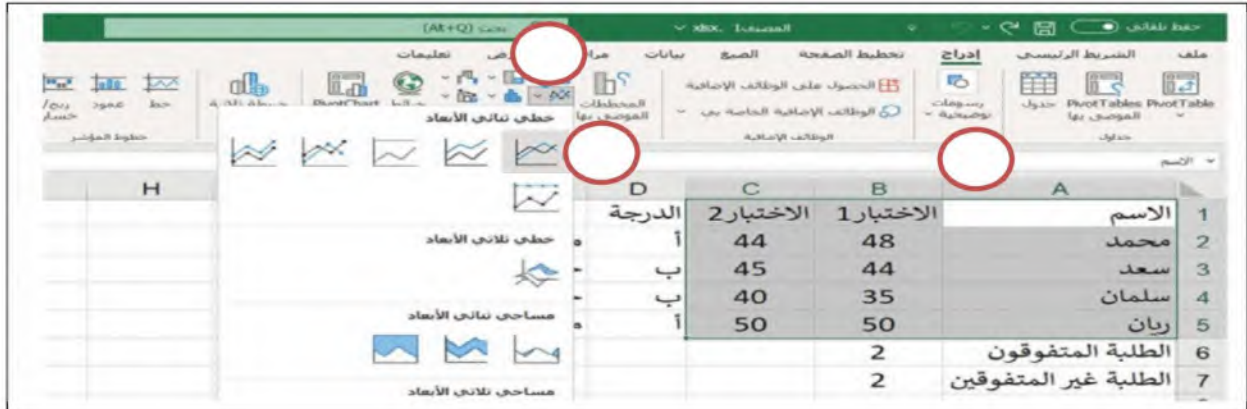 حفظ تلقائي المصنف1 .xlsx بحث (Alt+Q)
ملف الشريط الرئيسي إدراج تخطيط الصفحة الصيغ بيانات تعليمات
PivotTable PivotTables الموصى بها جدول
رسومات توضيحية
الحصول على الوظائف الإضافية
الوظائف الإضافية الخاصة بي
المخططات الموصى بها
PivotChart
خط عمود ربح/خسارة
جداول الوظائف الإضافية خطوط المؤشر
الاسم
خطي ثنائي الأبعاد
خطي ثلاثي الأبعاد
مساحي ثنائي الأبعاد
مساحي ثلاثي الأبعاد
A B C D H
1 الاسم الاختبار1 الاختبار2 الدرجة
2 محمد 48 44 أ
3 سعد 44 45 ب
4 سلمان 35 40 ب
5 ريان 50 50 أ
6 الطلبة المتفوقون 2
7 الطلبة غير المتفوقين 2